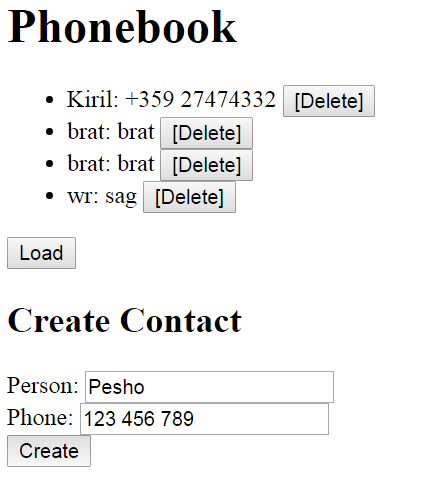 Phonebook
Kiril: +359 27474332 [Delete]
brat: brat [Delete]
brat: brat [Delete]
wr: sag [Delete]
Load
Create Contact
Person: Pesho
Phone: 123 456 789
Create